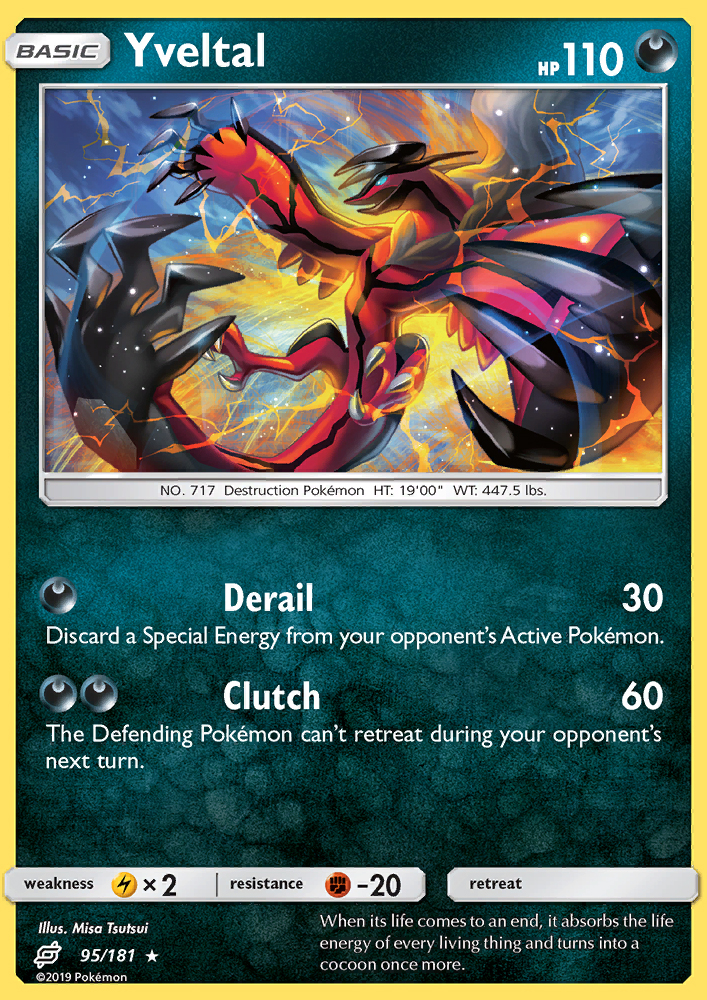 BASIC Yveltal HP110
NO. 717 Destruction Pokémon HT: 19'00" WT: 447.5 lbs.
Derail 30
Discard a Special Energy from your opponent's Active Pokémon.
Clutch 60
The Defending Pokémon can't retreat during your opponent's
next turn.
weakness ×2 resistance -20 retreat
Illus. Misa Tsutsui
95/181
©2019 Pokémon
When its life comes to an end, it absorbs the life
energy of every living thing and turns into a
cocoon once more.